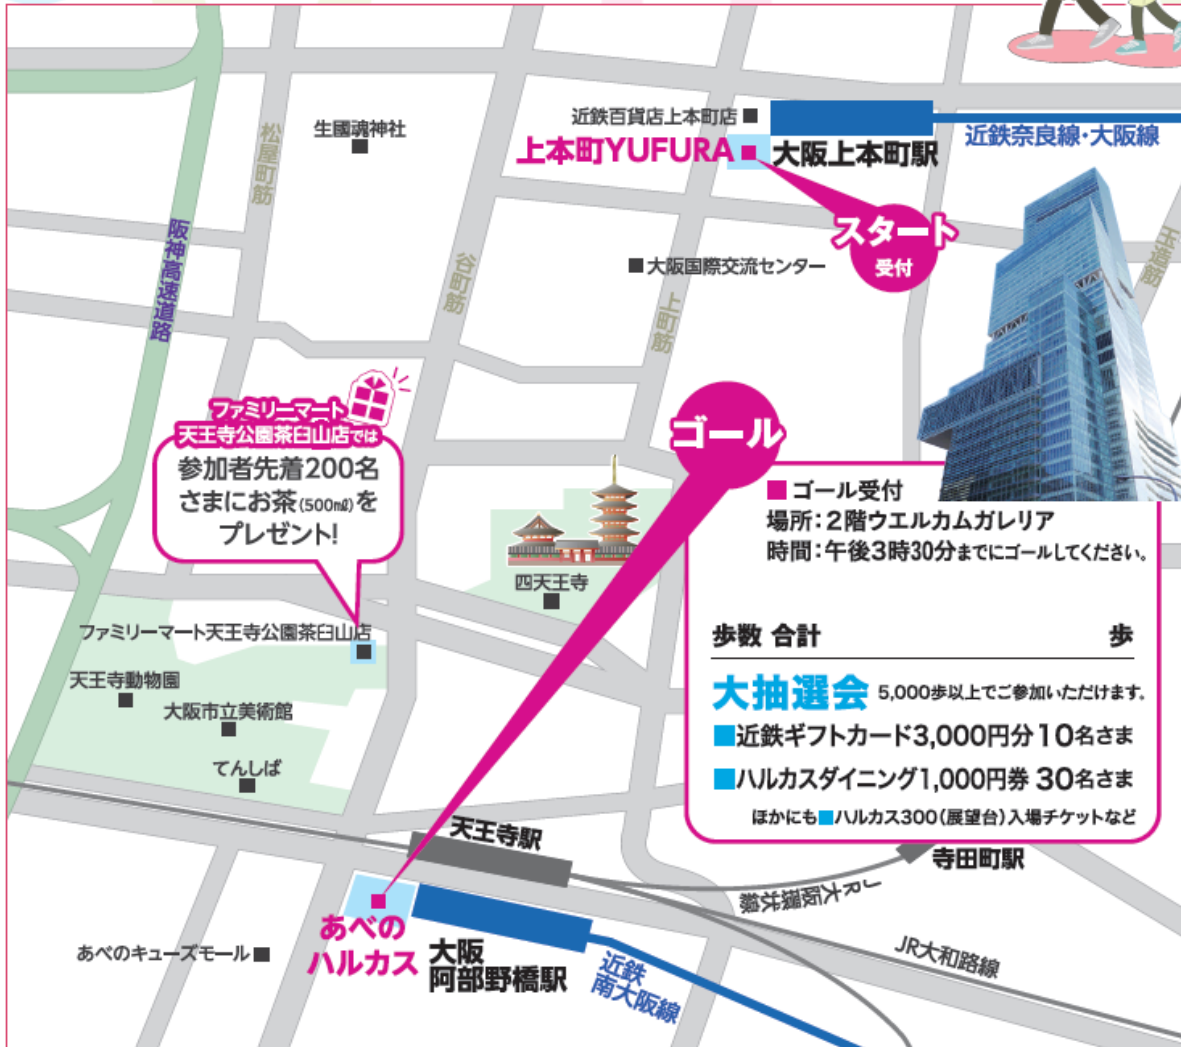 近鉄百貨店上本町店
上本町YUFURA
大阪上本町駅
近鉄奈良線・大阪線
生國魂神社
松屋町筋
阪神高速道路
谷町筋
上町筋
玉造筋
スタート
受付
大阪国際交流センター
ファミリーマート
天王寺公園茶臼山店では
参加者先着200名
さまにお茶(500㎖)を
プレゼント!
ゴール
■ゴール受付
場所:2階ウエルカムガレリア
時間:午後3時30分までにゴールしてください。
歩数 合計 歩
大抽選会 5,000歩以上でご参加いただけます。
■近鉄ギフトカード3,000円分10名さま
■ハルカスダイニング1,000円券 30名さま
ほかにも■ハルカス300(展望台)入場チケットなど
四天王寺
ファミリーマート天王寺公園茶臼山店
天王寺動物園
大阪市立美術館
てんしば
天王寺駅
寺田町駅
JR大阪環状線
JR大和路線
あべの
ハルカス
大阪
阿部野橋駅
近鉄
南大阪線
あべのキューズモール